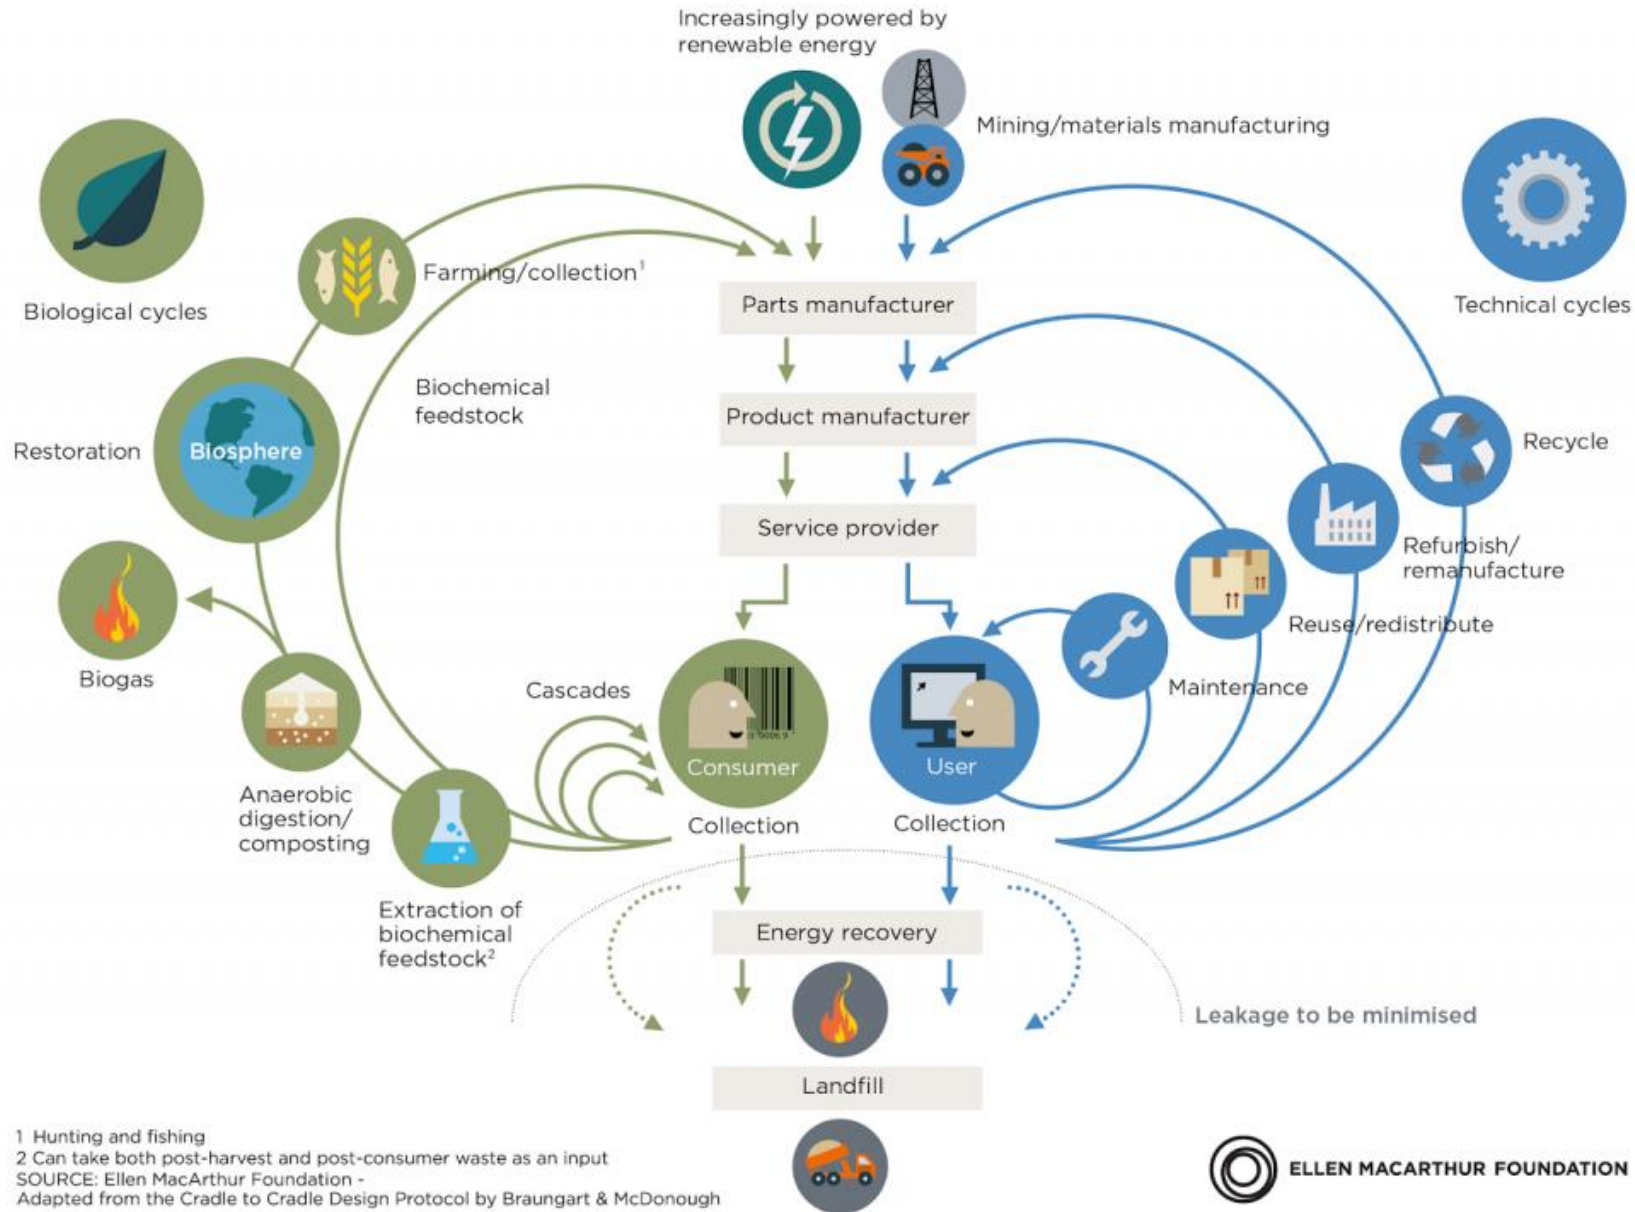 Increasingly powered by
renewable energy
Mining/materials manufacturing
Biological cycles
Technical cycles
Farming/collection¹
Parts manufacturer
Biochemical
feedstock
Product manufacturer
Restoration
Biosphere
Recycle
Service provider
Refurbish/
remanufacture
Reuse/redistribute
Biogas
Cascades
Maintenance
Consumer
User
Anaerobic
digestion/
composting
Collection
Collection
Extraction of
biochemical
feedstock²
Energy recovery
Leakage to be minimised
Landfill
1 Hunting and fishing
2 Can take both post-harvest and post-consumer waste as an input
SOURCE: Ellen MacArthur Foundation -
Adapted from the Cradle to Cradle Design Protocol by Braungart & McDonough
ELLEN MACARTHUR FOUNDATION